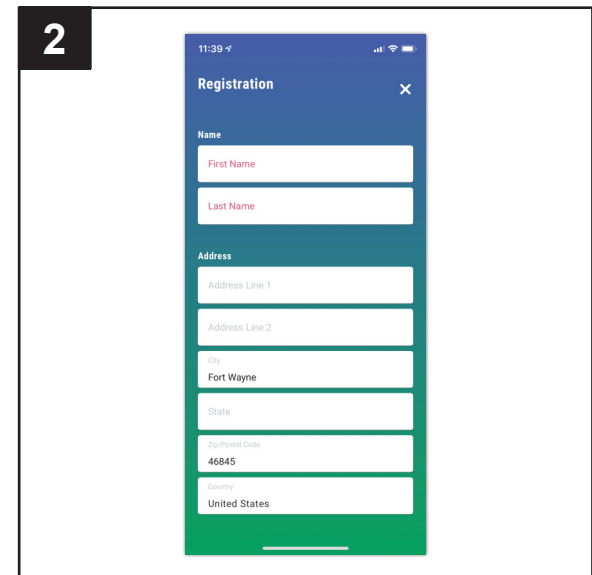 2
11:39
Registration
Name
First Name
Last Name
Address
Address Line 1
Address Line 2
City
Fort Wayne
State
Zip/Postal Code
46845
Country
United States